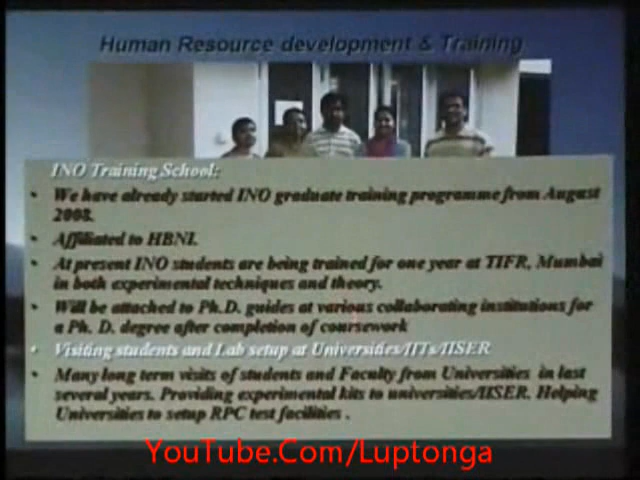 Human Resource development & Training
INO Training School:
• We have already started INO graduate training programme from August
2008.
• Affiliated to HBNI.
• At present INO students are being trained for one year at TIFR, Mumbai
in both experimental techniques and theory.
• Will be attached to Ph.D. guides at various collaborating institutions for
a Ph. D. degree after completion of coursework
• Visiting students and Lab setup at Universities/IITs/IISER
• Many long term visits of students and Faculty from Universities in last
several years. Providing experimental kits to universities/IISER. Helping
Universities to setup RPC test facilities .
YouTube.Com/Luptonga